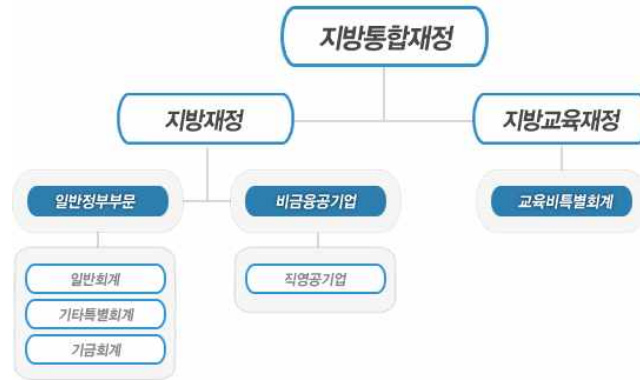 지방통합재정
지방재정
지방교육재정
일반정부부문
비금융공기업
교육비특별회계
일반회계
직영공기업
기타특별회계
기금회계